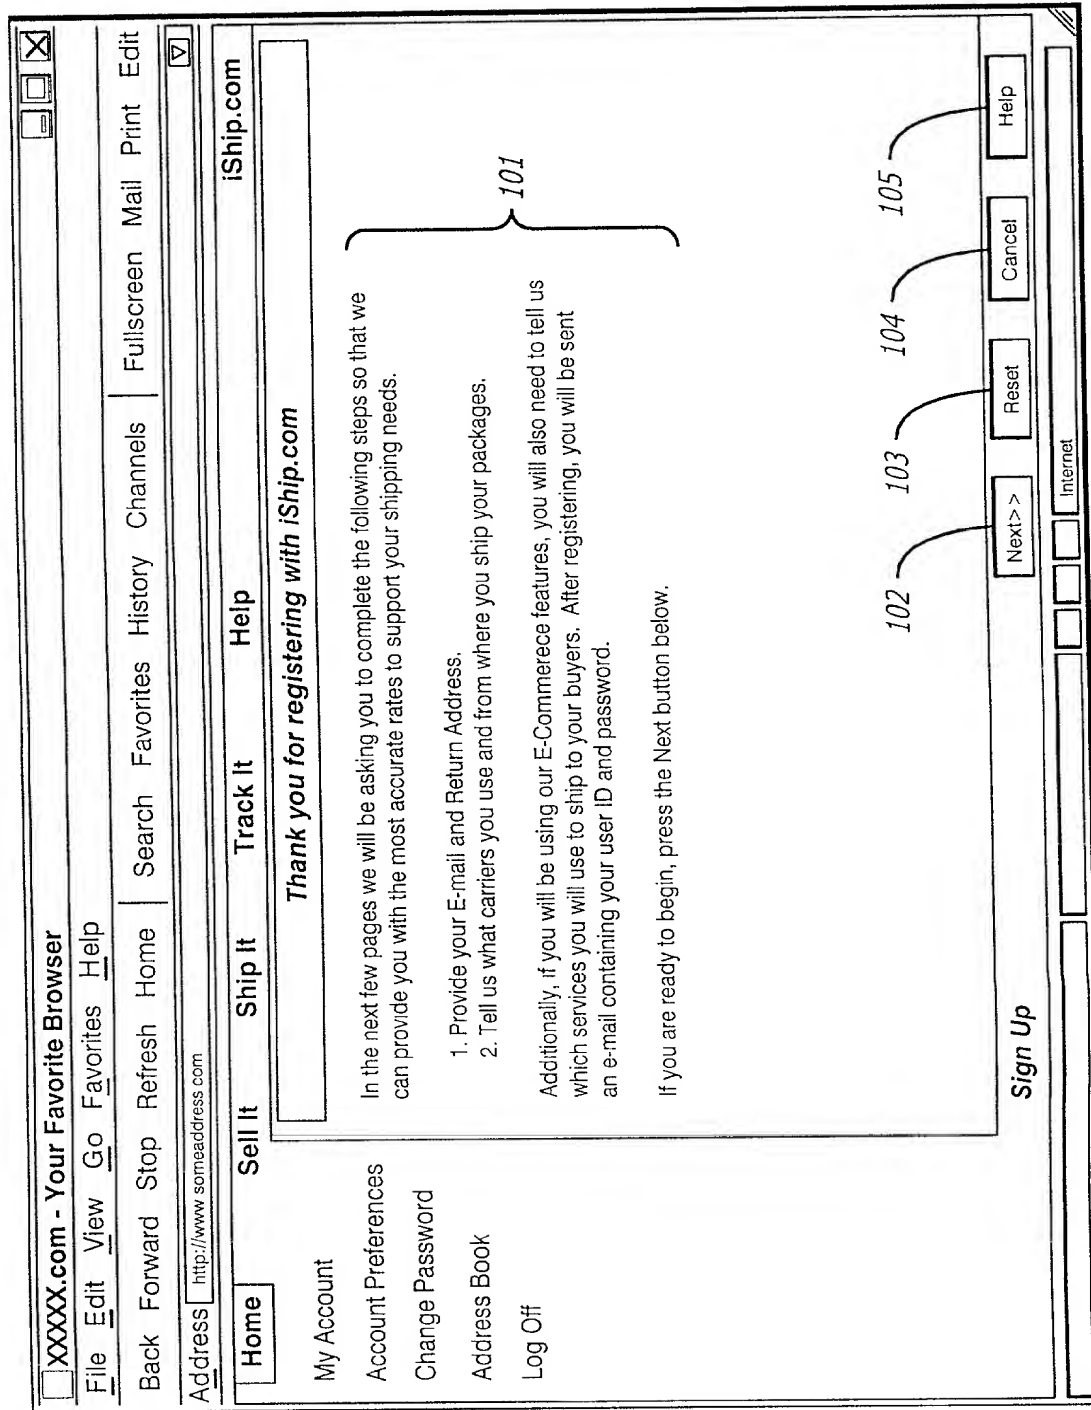 XXXXX.com - Your Favorite Browser
File Edit View Go Favorites Help
Back Forward Stop Refresh Home Search Favorites History Channels Fullscreen Mail Print Edit
Address http://www someaddress com
Home Sell It Ship It Track It Help iShip.com
My Account
Account Preferences
Change Password
Address Book
Log Off
Thank you for registering with iShip.com
In the next few pages we will be asking you to complete the following steps so that we
can provide you with the most accurate rates to support your shipping needs.
1. Provide your E-mail and Return Address.
2. Tell us what carriers you use and from where you ship your packages.
Additionally, if you will be using our E-Commerece features, you will also need to tell us
which services you will use to ship to your buyers. After registering, you will be sent
an e-mail containing your user ID and password.
If you are ready to begin, press the Next button below.
101
102 103 104 105
Sign Up
Next>> Reset Cancel Help
Internet